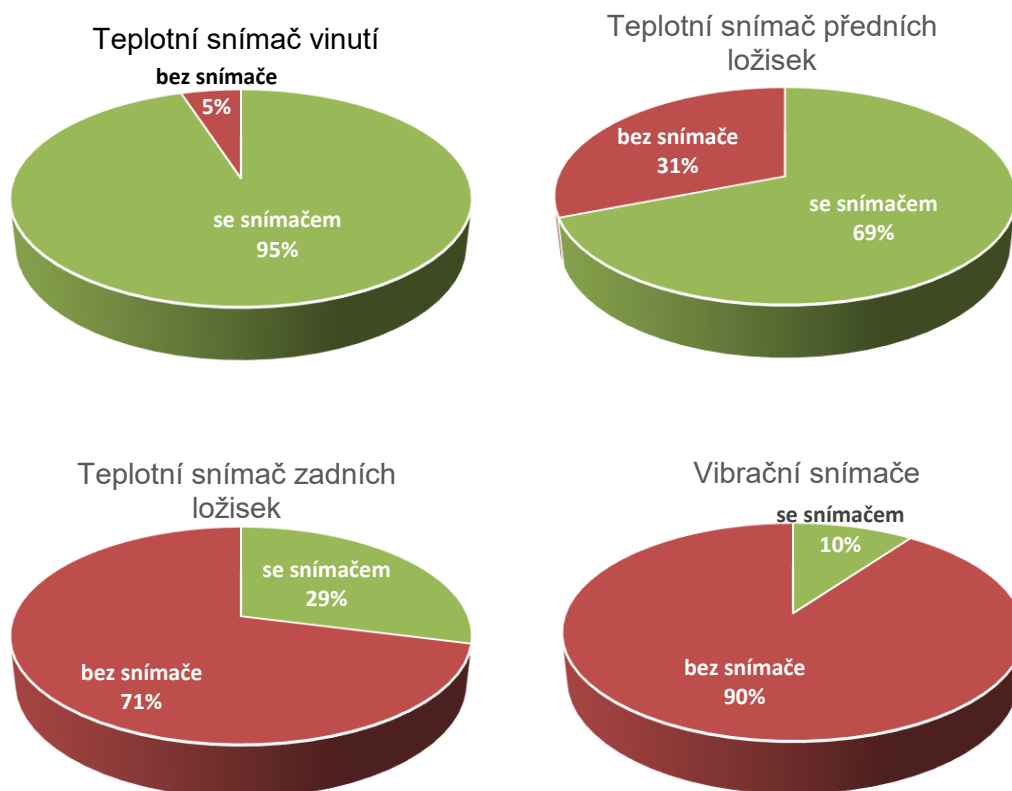 Teplotní snímač vinutí
bez snímače
5%
se snímačem
95%
Teplotní snímač předních
ložisek
bez snímače
31%
se snímačem
69%
Teplotní snímač zadních
ložisek
se snímačem
29%
bez snímače
71%
Vibrační snímače
se snímačem
10%
bez snímače
90%